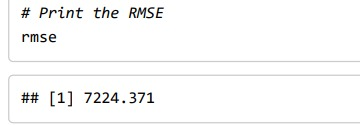 # Print the RMSE
rmse
## [1] 7224.371